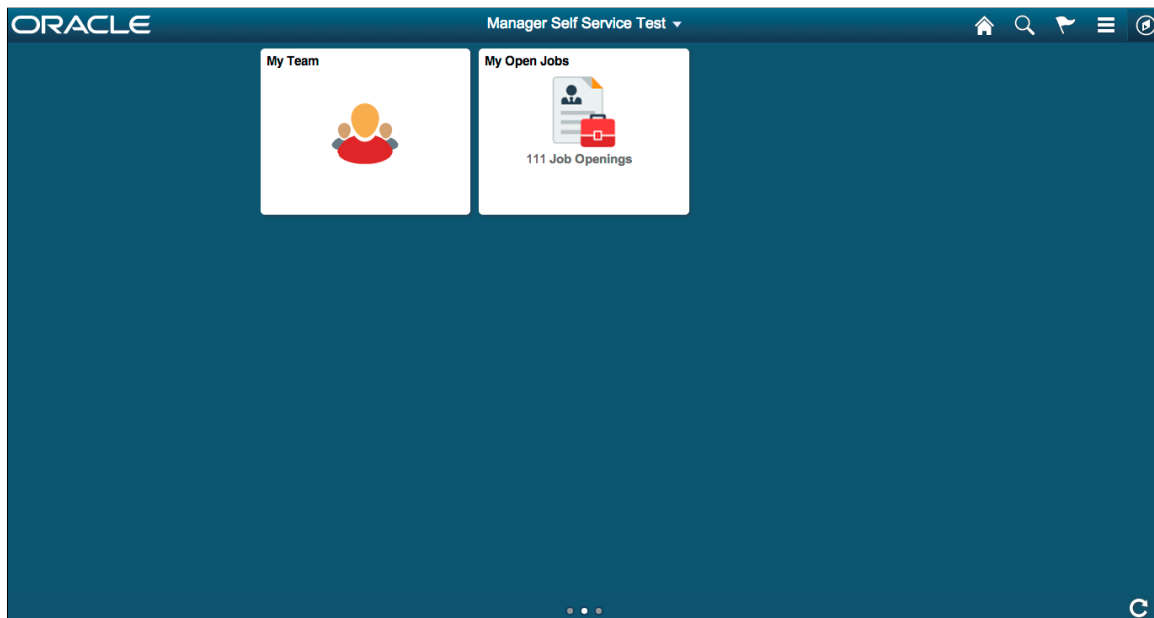 ORACLE
Manager Self Service Test
My Team
My Open Jobs
111 Job Openings